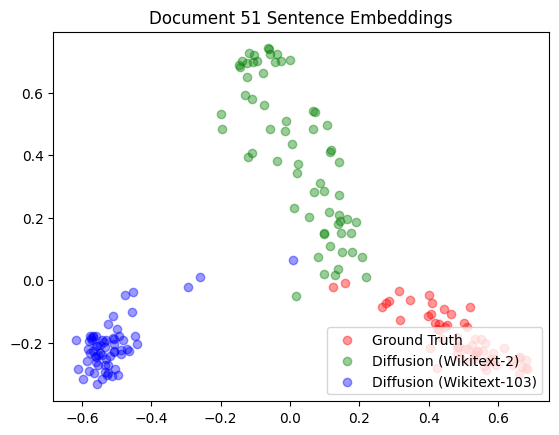 Document 51 Sentence Embeddings
0.6
0.4
0.2
0.0
−0.2
Ground Truth
Diffusion (Wikitext-2)
Diffusion (Wikitext-103)
−0.6 −0.4 −0.2 0.0 0.2 0.4 0.6